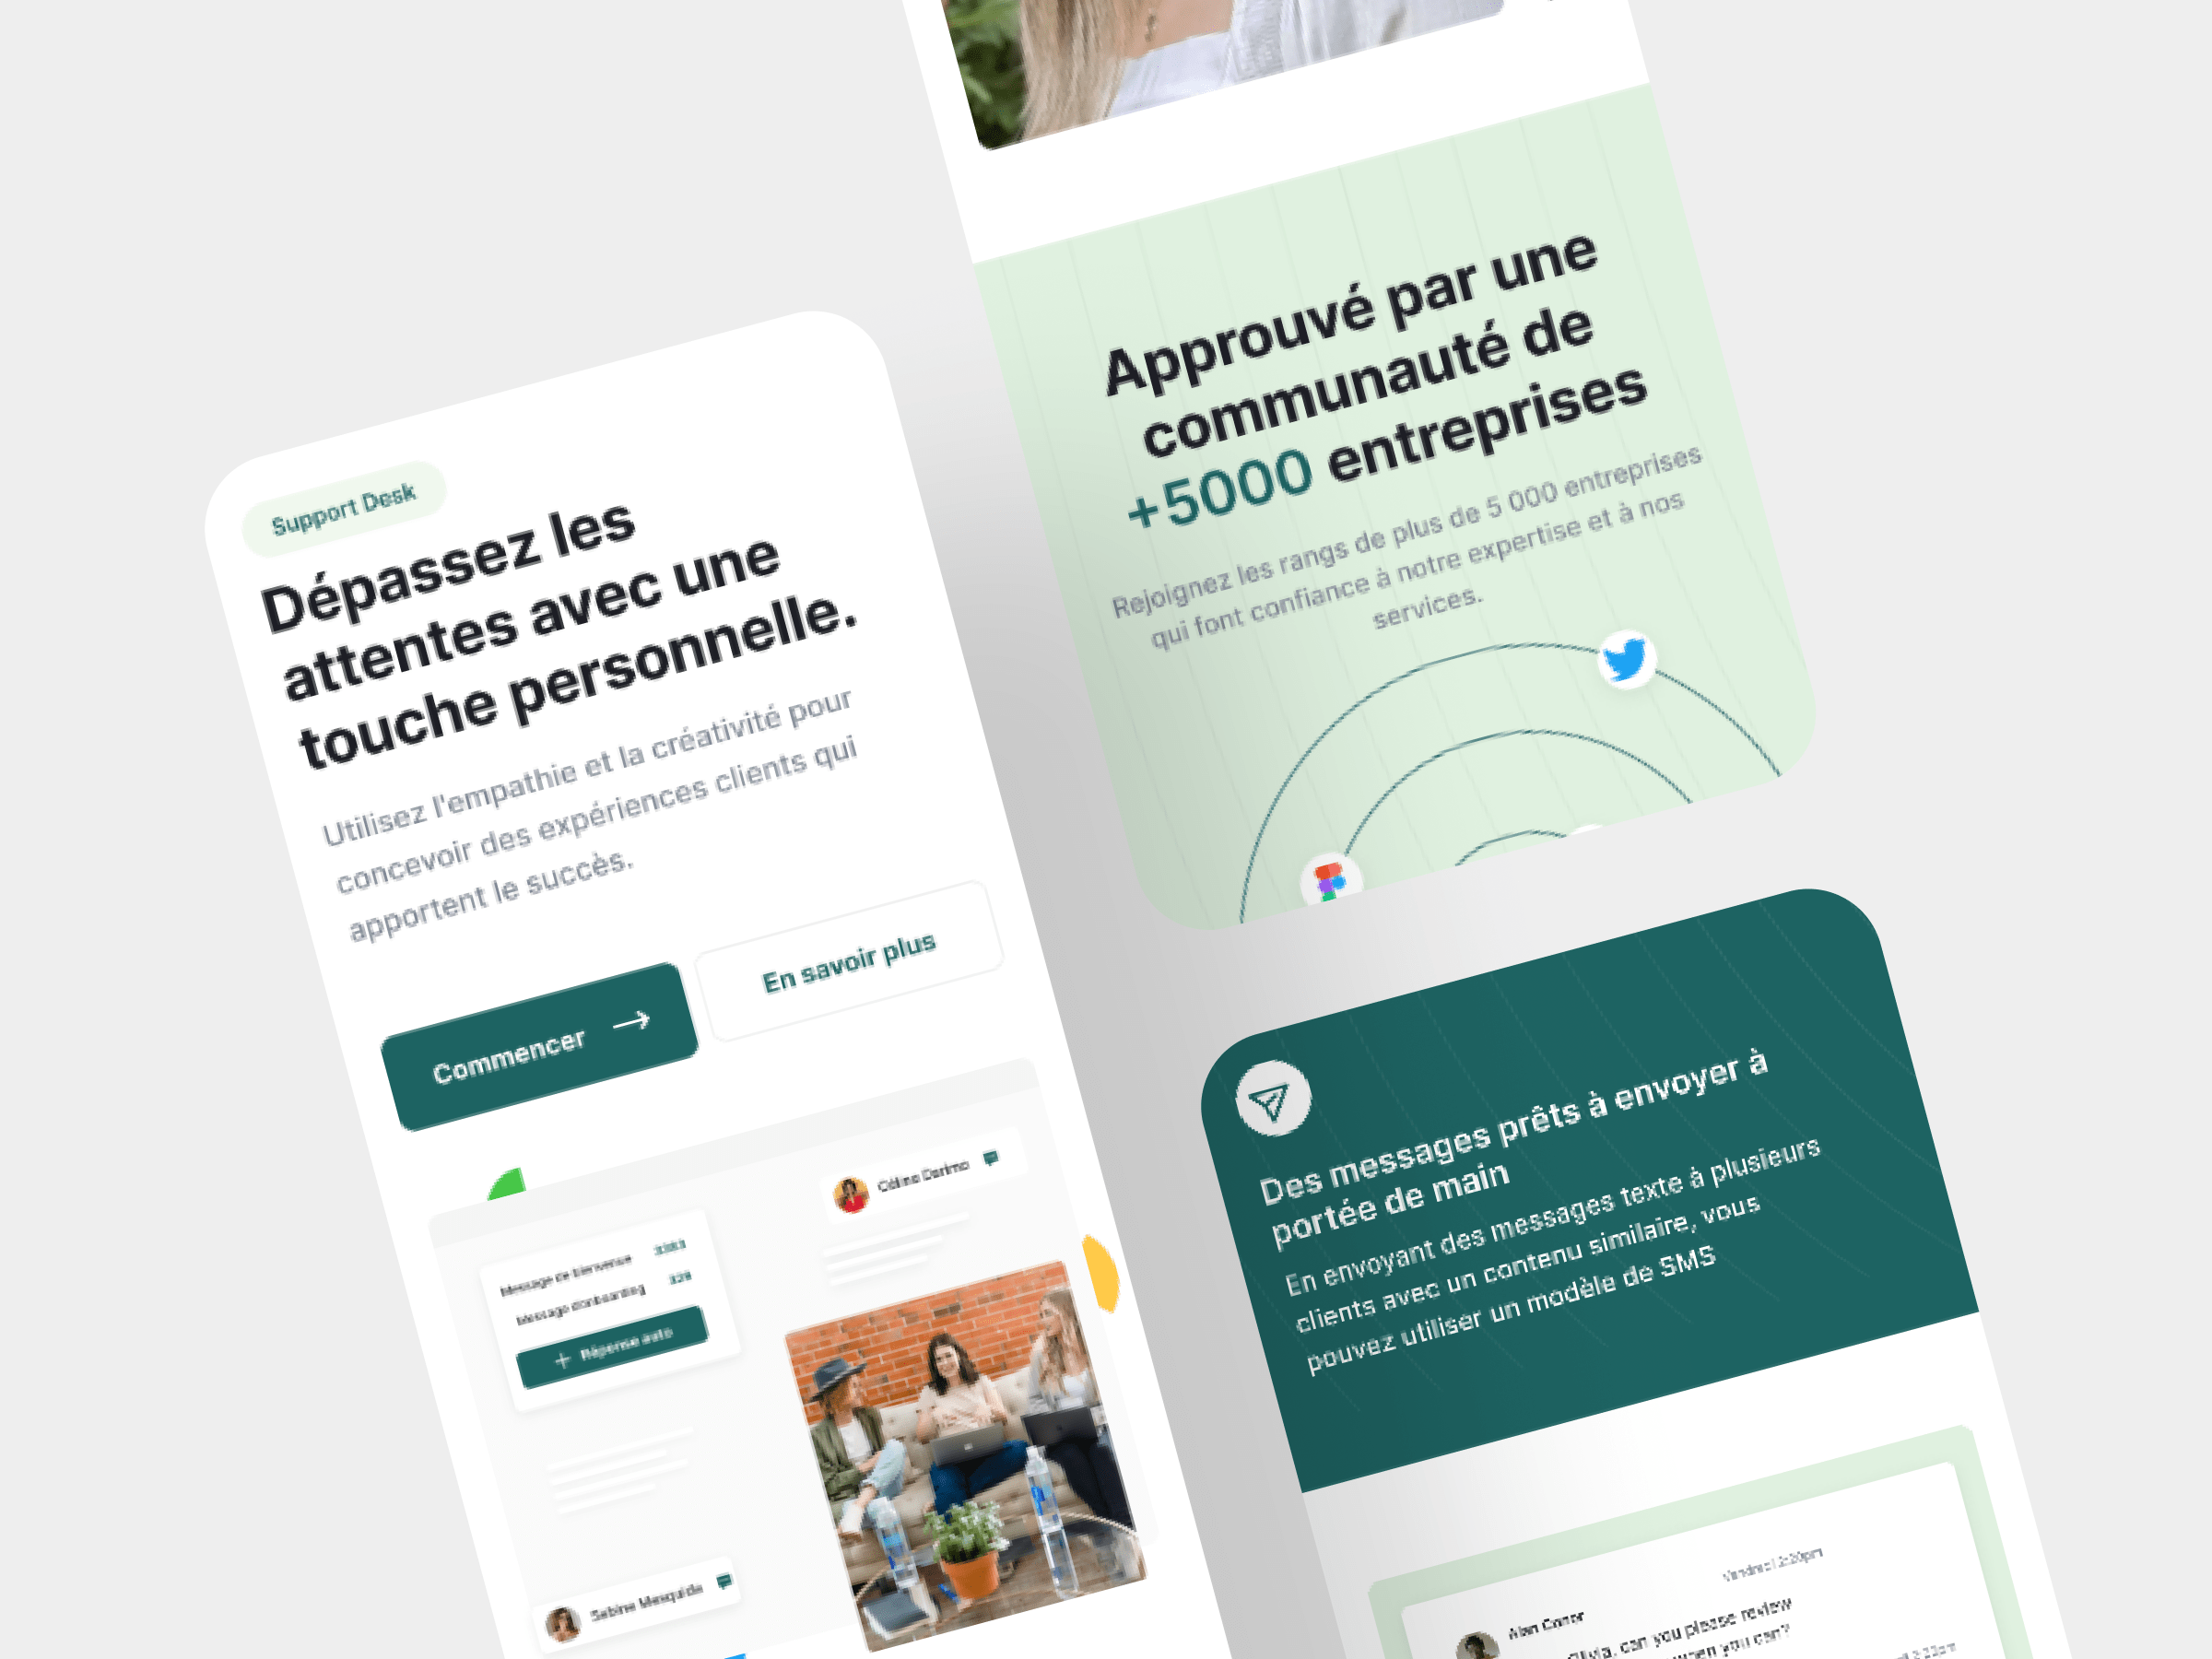 Support Desk
Dépassez les
attentes avec une
touche personnelle.
Utilisez l'empathie et la créativité pour
concevoir des expériences clients qui
apportent le succès.
Commencer
En savoir plus
Message de bienvenue
Message d'onboarding
328
Réponse auto
Sabine Mesquida
Approuvé par une
communauté de
+5000 entreprises
Rejoignez les rangs de plus de 5 000 entreprises
qui font confiance à notre expertise et à nos
services.
Des messages prêts à envoyer à
portée de main
En envoyant des messages texte à plusieurs
clients avec un contenu similaire, vous
pouvez utiliser un modèle de SMS
Vendredi 2:20pm
Alan Conor
Olivia, can you please review
when you can?